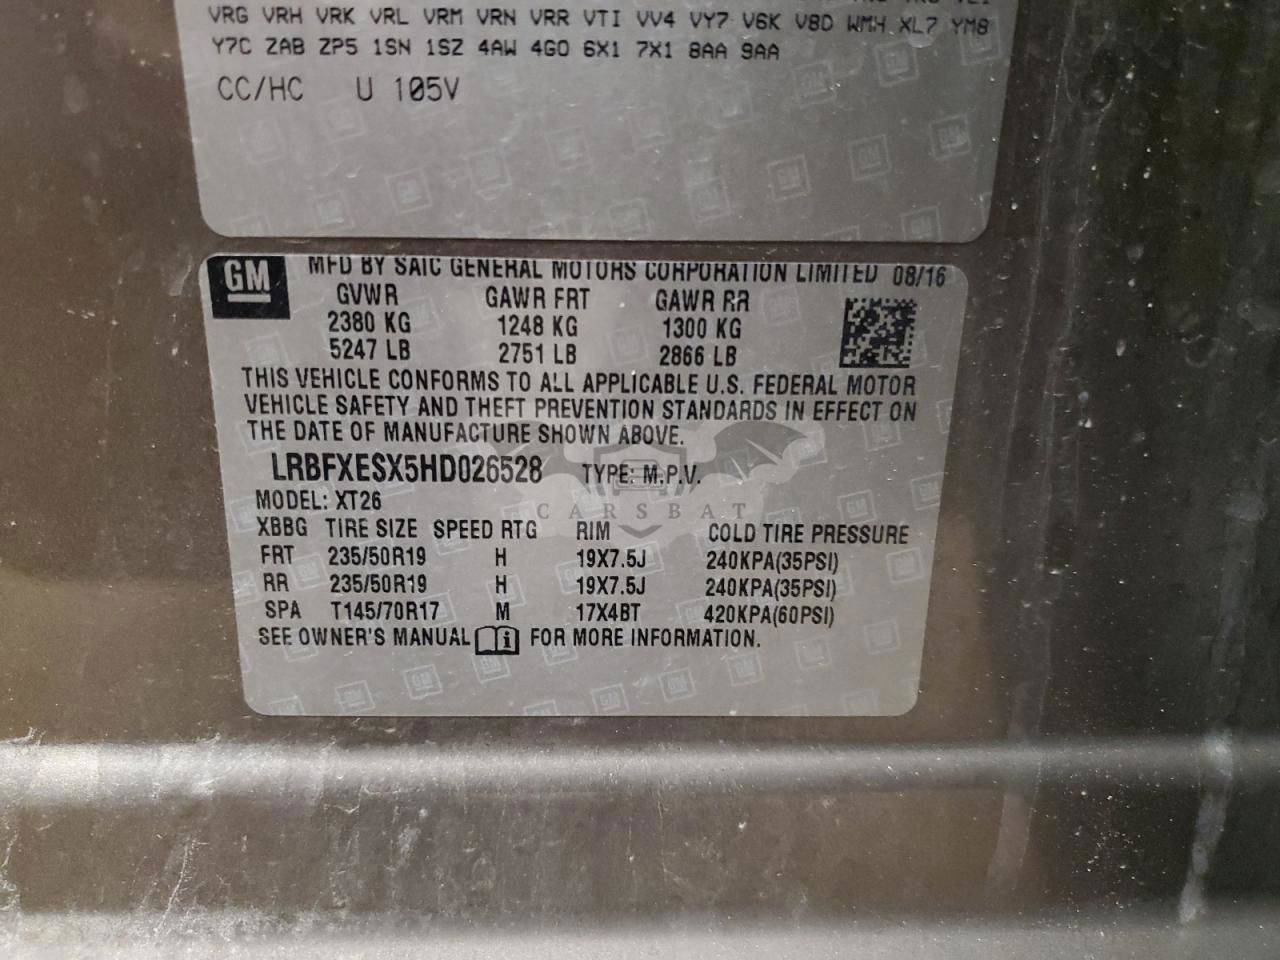 VRG VRH VRK VRL VRM VRN VRR VTI VV4 VY7 V6K V8D WMH XL7 YM8
Y7C ZAB ZP5 1SN 1SZ 4AW 4G0 6X1 7X1 8AA 9AA
CC/HC U 105V
GM MFD BY SAIC GENERAL MOTORS CORPORATION LIMITED 08/16
GVWR GAWR FRT GAWR RR
2380 KG 1248 KG 1300 KG
5247 LB 2751 LB 2866 LB
THIS VEHICLE CONFORMS TO ALL APPLICABLE U.S. FEDERAL MOTOR
VEHICLE SAFETY AND THEFT PREVENTION STANDARDS IN EFFECT ON
THE DATE OF MANUFACTURE SHOWN ABOVE.
LRBFXESX5HD026528 TYPE: M.P.V.
MODEL: XT26
CARSBAT
XBBG TIRE SIZE SPEED RTG RIM COLD TIRE PRESSURE
FRT 235/50R19 H 19X7.5J 240KPA(35PSI)
RR 235/50R19 H 19X7.5J 240KPA(35PSI)
SPA T145/70R17 M 17X4BT 420KPA(60PSI)
SEE OWNER'S MANUAL i FOR MORE INFORMATION.